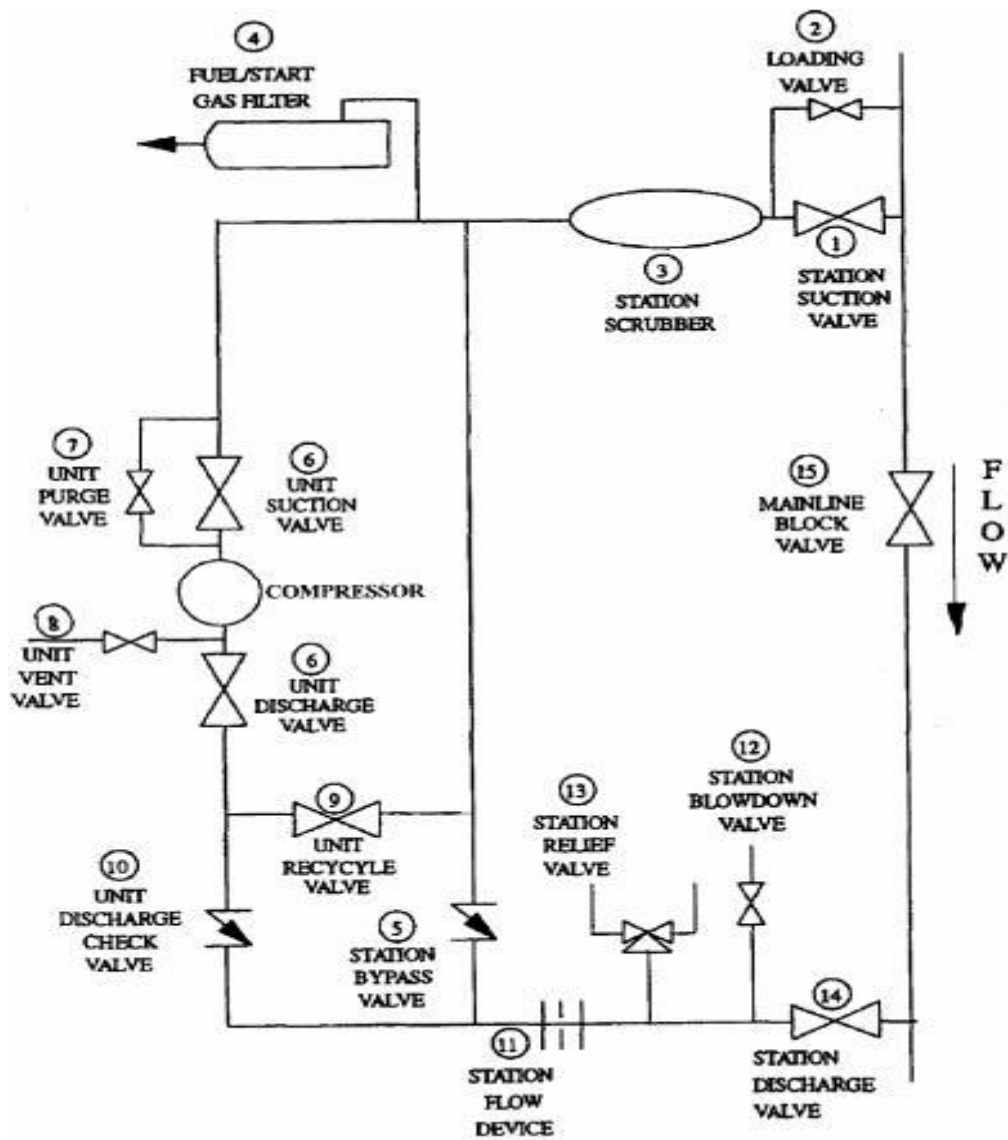 4
FUEL/START
GAS FILTER
2
LOADING
VALVE
3
STATION
SCRUBBER
1
STATION
SUCTION
VALVE
7
UNIT
PURGE
VALVE
6
UNIT
SUCTION
VALVE
15
MAINLINE
BLOCK
VALVE
F
L
O
W
COMPRESSOR
8
UNIT
VENT
VALVE
6
UNIT
DISCHARGE
VALVE
9
UNIT
RECYCYLE
VALVE
10
UNIT
DISCHARGE
CHECK
VALVE
5
STATION
BYPASS
VALVE
13
STATION
RELIEF
VALVE
12
STATION
BLOWDOWN
VALVE
11
STATION
FLOW
DEVICE
14
STATION
DISCHARGE
VALVE